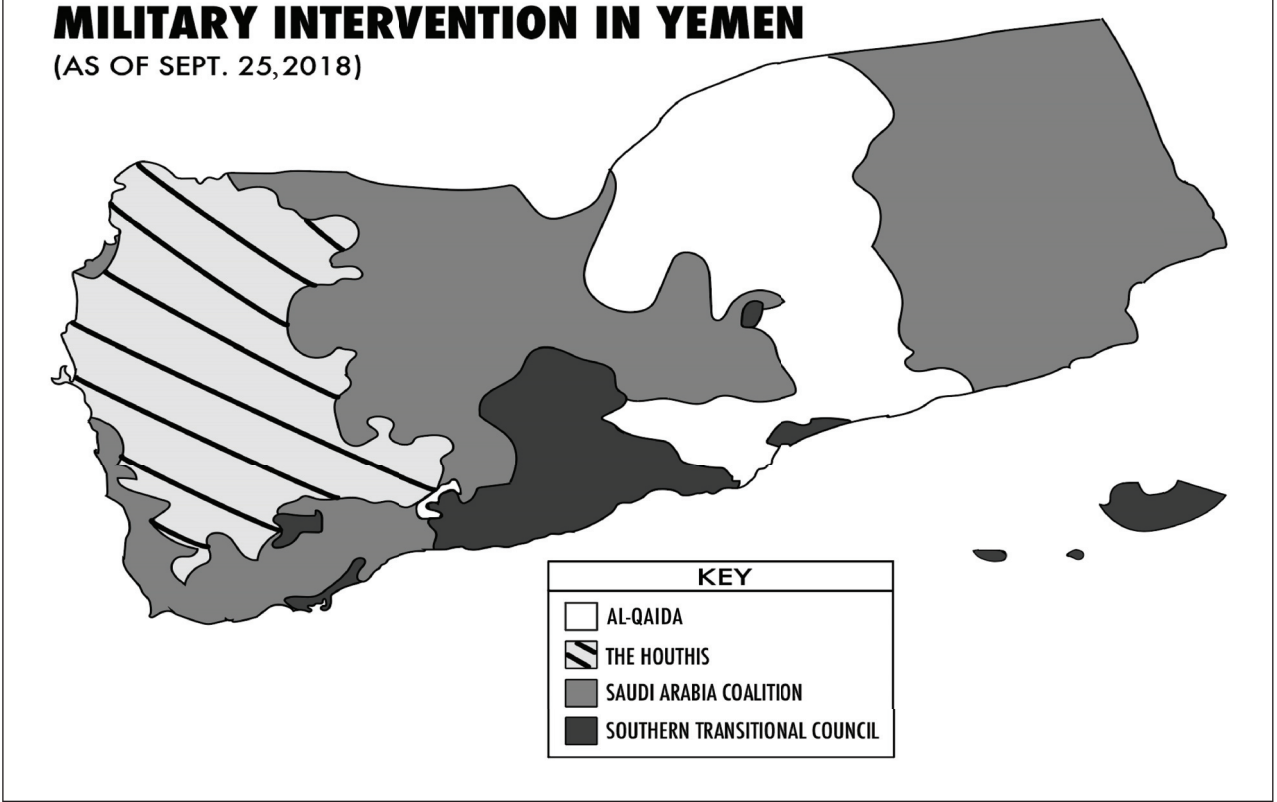 MILITARY INTERVENTION IN YEMEN
(AS OF SEPT. 25,2018)
KEY
AL-QAIDA
THE HOUTHIS
SAUDI ARABIA COALITION
SOUTHERN TRANSITIONAL COUNCIL